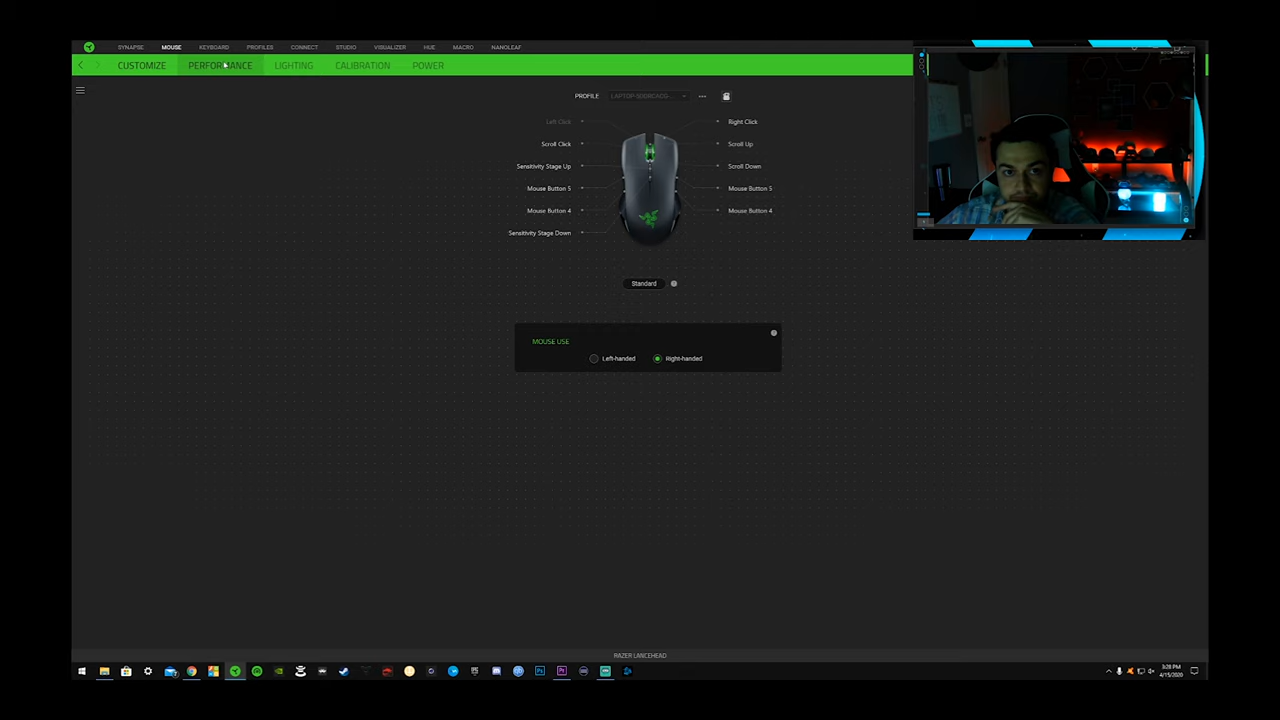 SYNAPSE MOUSE KEYBOARD PROFILES CONNECT STUDIO VISUALIZER HUE MACRO NANOLEAF
CUSTOMIZE PERFORMANCE LIGHTING CALIBRATION POWER
PROFILE
Left Click Right Click
Scroll Click Scroll Up
Sensitivity Stage Up Scroll Down
Mouse Button 5 Mouse Button 5
Mouse Button 4 Mouse Button 4
Sensitivity Stage Down
Standard
MOUSE USE
Left-handed Right-handed
RAZER LANCEHEAD
3:28 PM
4/15/2020